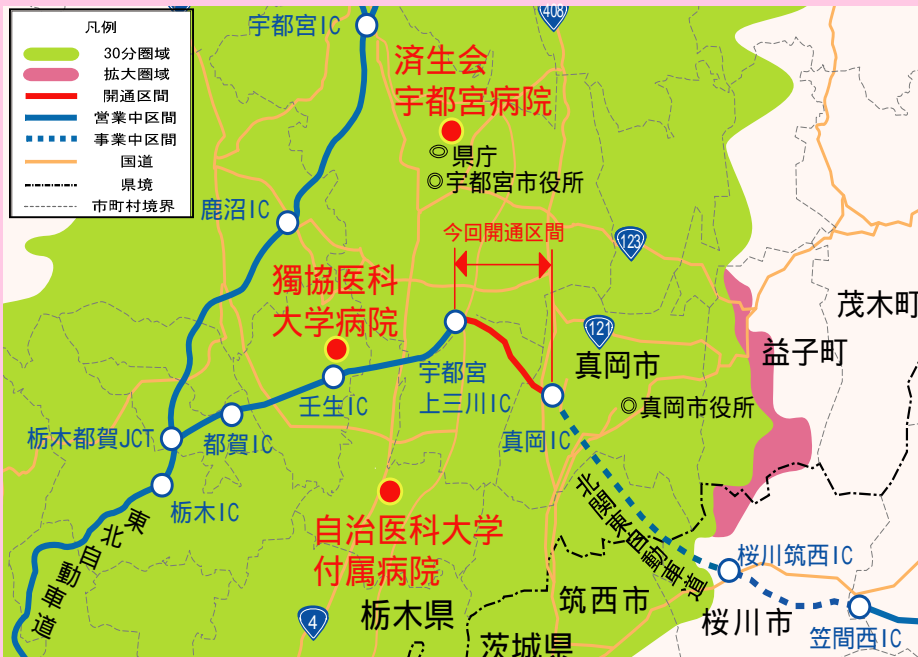 凡例
30分圏域
拡大圏域
開通区間
営業中区間
事業中区間
国道
県境
市町村境界
宇都宮IC
408
済生会
宇都宮病院
県庁
宇都宮市役所
鹿沼IC
今回開通区間
123
獨協医科
大学病院
茂木町
121
益子町
真岡市
宇都宮
上三川IC
壬生IC
真岡市役所
栃木都賀JCT
都賀IC
真岡IC
栃木IC
自治医科大学
付属病院
北関東自動車道
東北自動車道
桜川筑西IC
筑西市
4
栃木県
桜川市
茨城県
笠間西IC